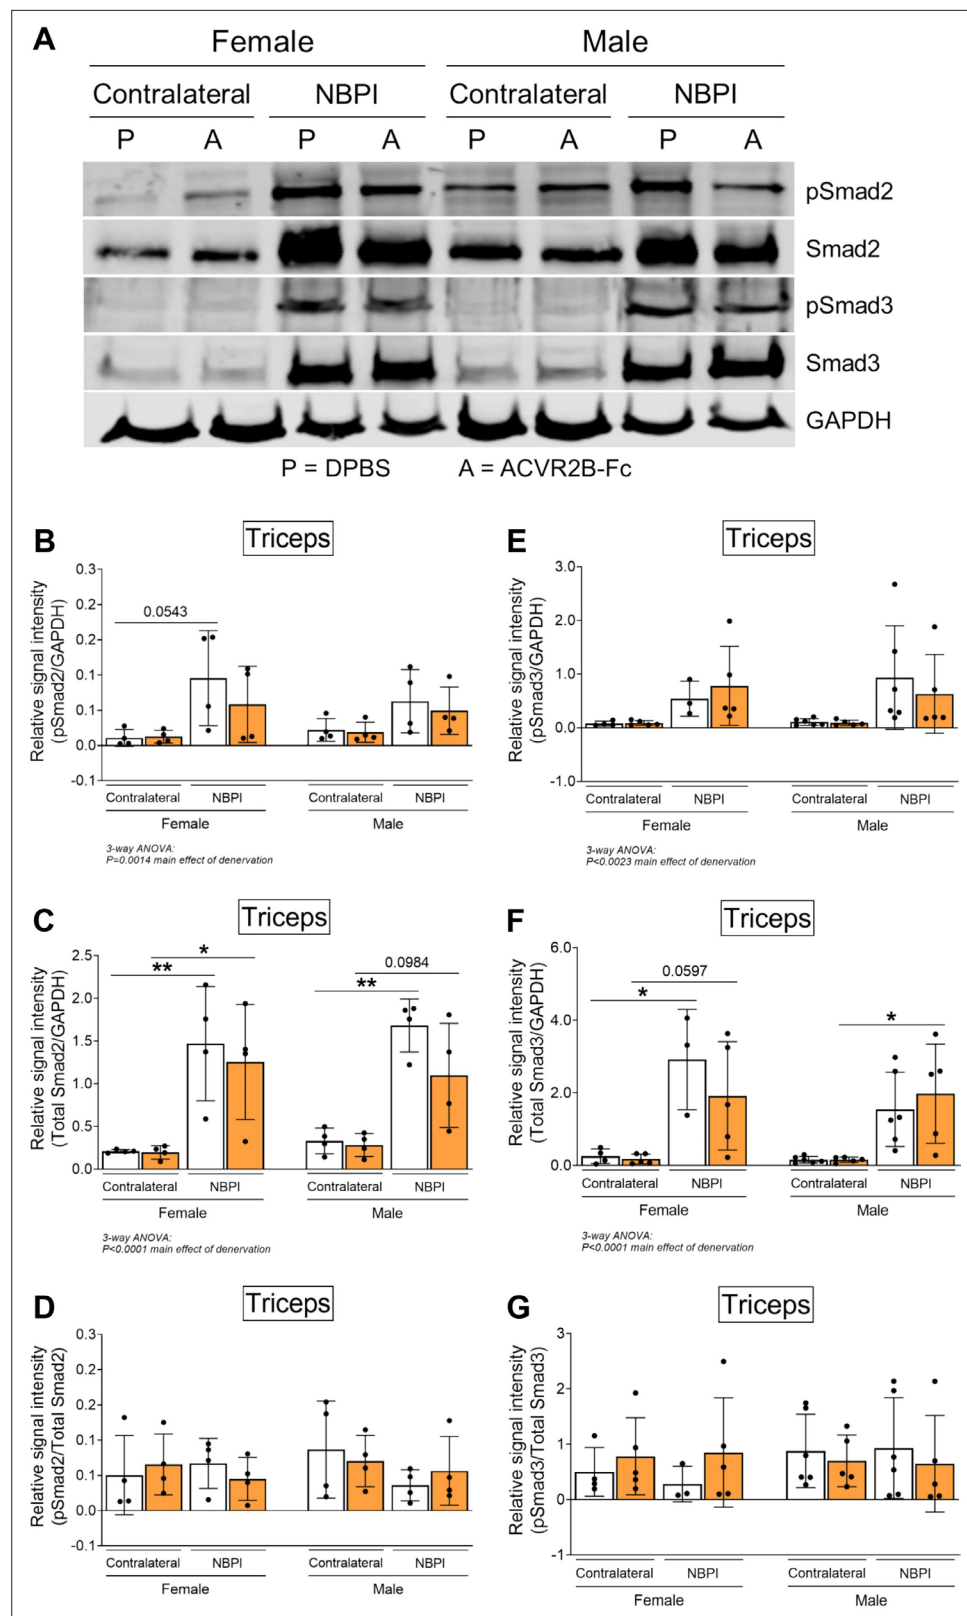 A
Female Male
Contralateral NBPI Contralateral NBPI
P A P A P A P A
pSmad2
Smad2
pSmad3
Smad3
GAPDH
P = DPBS A = ACVR2B-Fc
B
Triceps
Relative signal intensity
(pSmad2/GAPDH)
0.3
0.2
0.2
0.1
0.1
0.0
-0.1
0.0543
Contralateral NBPI Contralateral NBPI
Female Male
3-way ANOVA:
P=0.0014 main effect of denervation
E
Triceps
Relative signal intensity
(pSmad3/GAPDH)
3.0
2.0
1.0
0.0
-1.0
Contralateral NBPI Contralateral NBPI
Female Male
3-way ANOVA:
P<0.0023 main effect of denervation
C
Triceps
Relative signal intensity
(Total Smad2/GAPDH)
2.5
2.0
1.5
1.0
0.5
0.0
*
**
0.0984
**
Contralateral NBPI Contralateral NBPI
Female Male
3-way ANOVA:
P<0.0001 main effect of denervation
F
Triceps
Relative signal intensity
(Total Smad3/GAPDH)
6.0
4.0
2.0
0.0
0.0597
*
*
Contralateral NBPI Contralateral NBPI
Female Male
3-way ANOVA:
P<0.0001 main effect of denervation
D
Triceps
Relative signal intensity
(pSmad2/Total Smad2)
0.3
0.2
0.2
0.1
0.1
0.0
-0.1
Contralateral NBPI Contralateral NBPI
Female Male
G
Triceps
Relative signal intensity
(pSmad3/Total Smad3)
3
2
1
0
-1
Contralateral NBPI Contralateral NBPI
Female Male